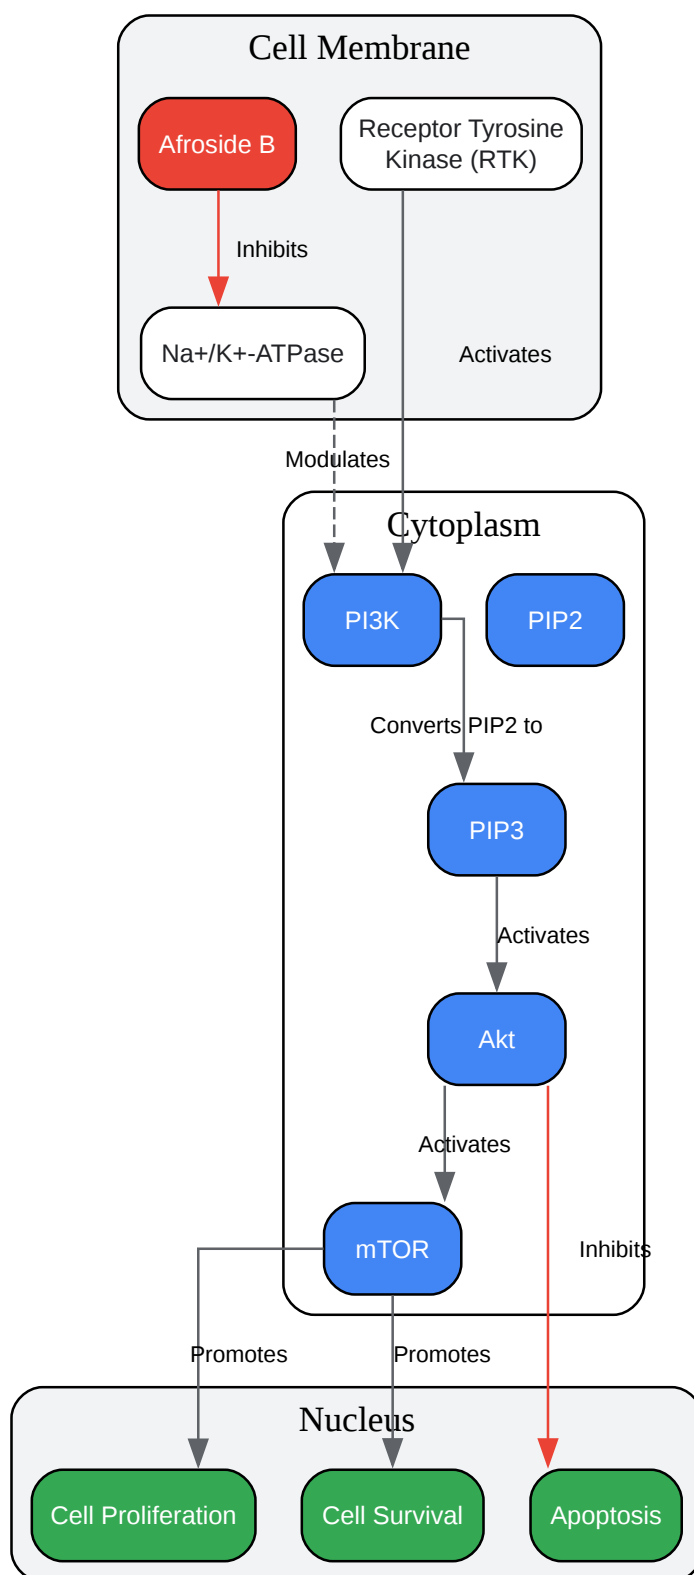 Cell Membrane
Afroside B
Receptor Tyrosine
Kinase (RTK)
Inhibits
Na+/K+-ATPase
Activates
Modulates
Cytoplasm
PI3K
PIP2
Converts PIP2 to
PIP3
Activates
Akt
Activates
mTOR
Inhibits
Promotes
Promotes
Nucleus
Cell Proliferation
Cell Survival
Apoptosis